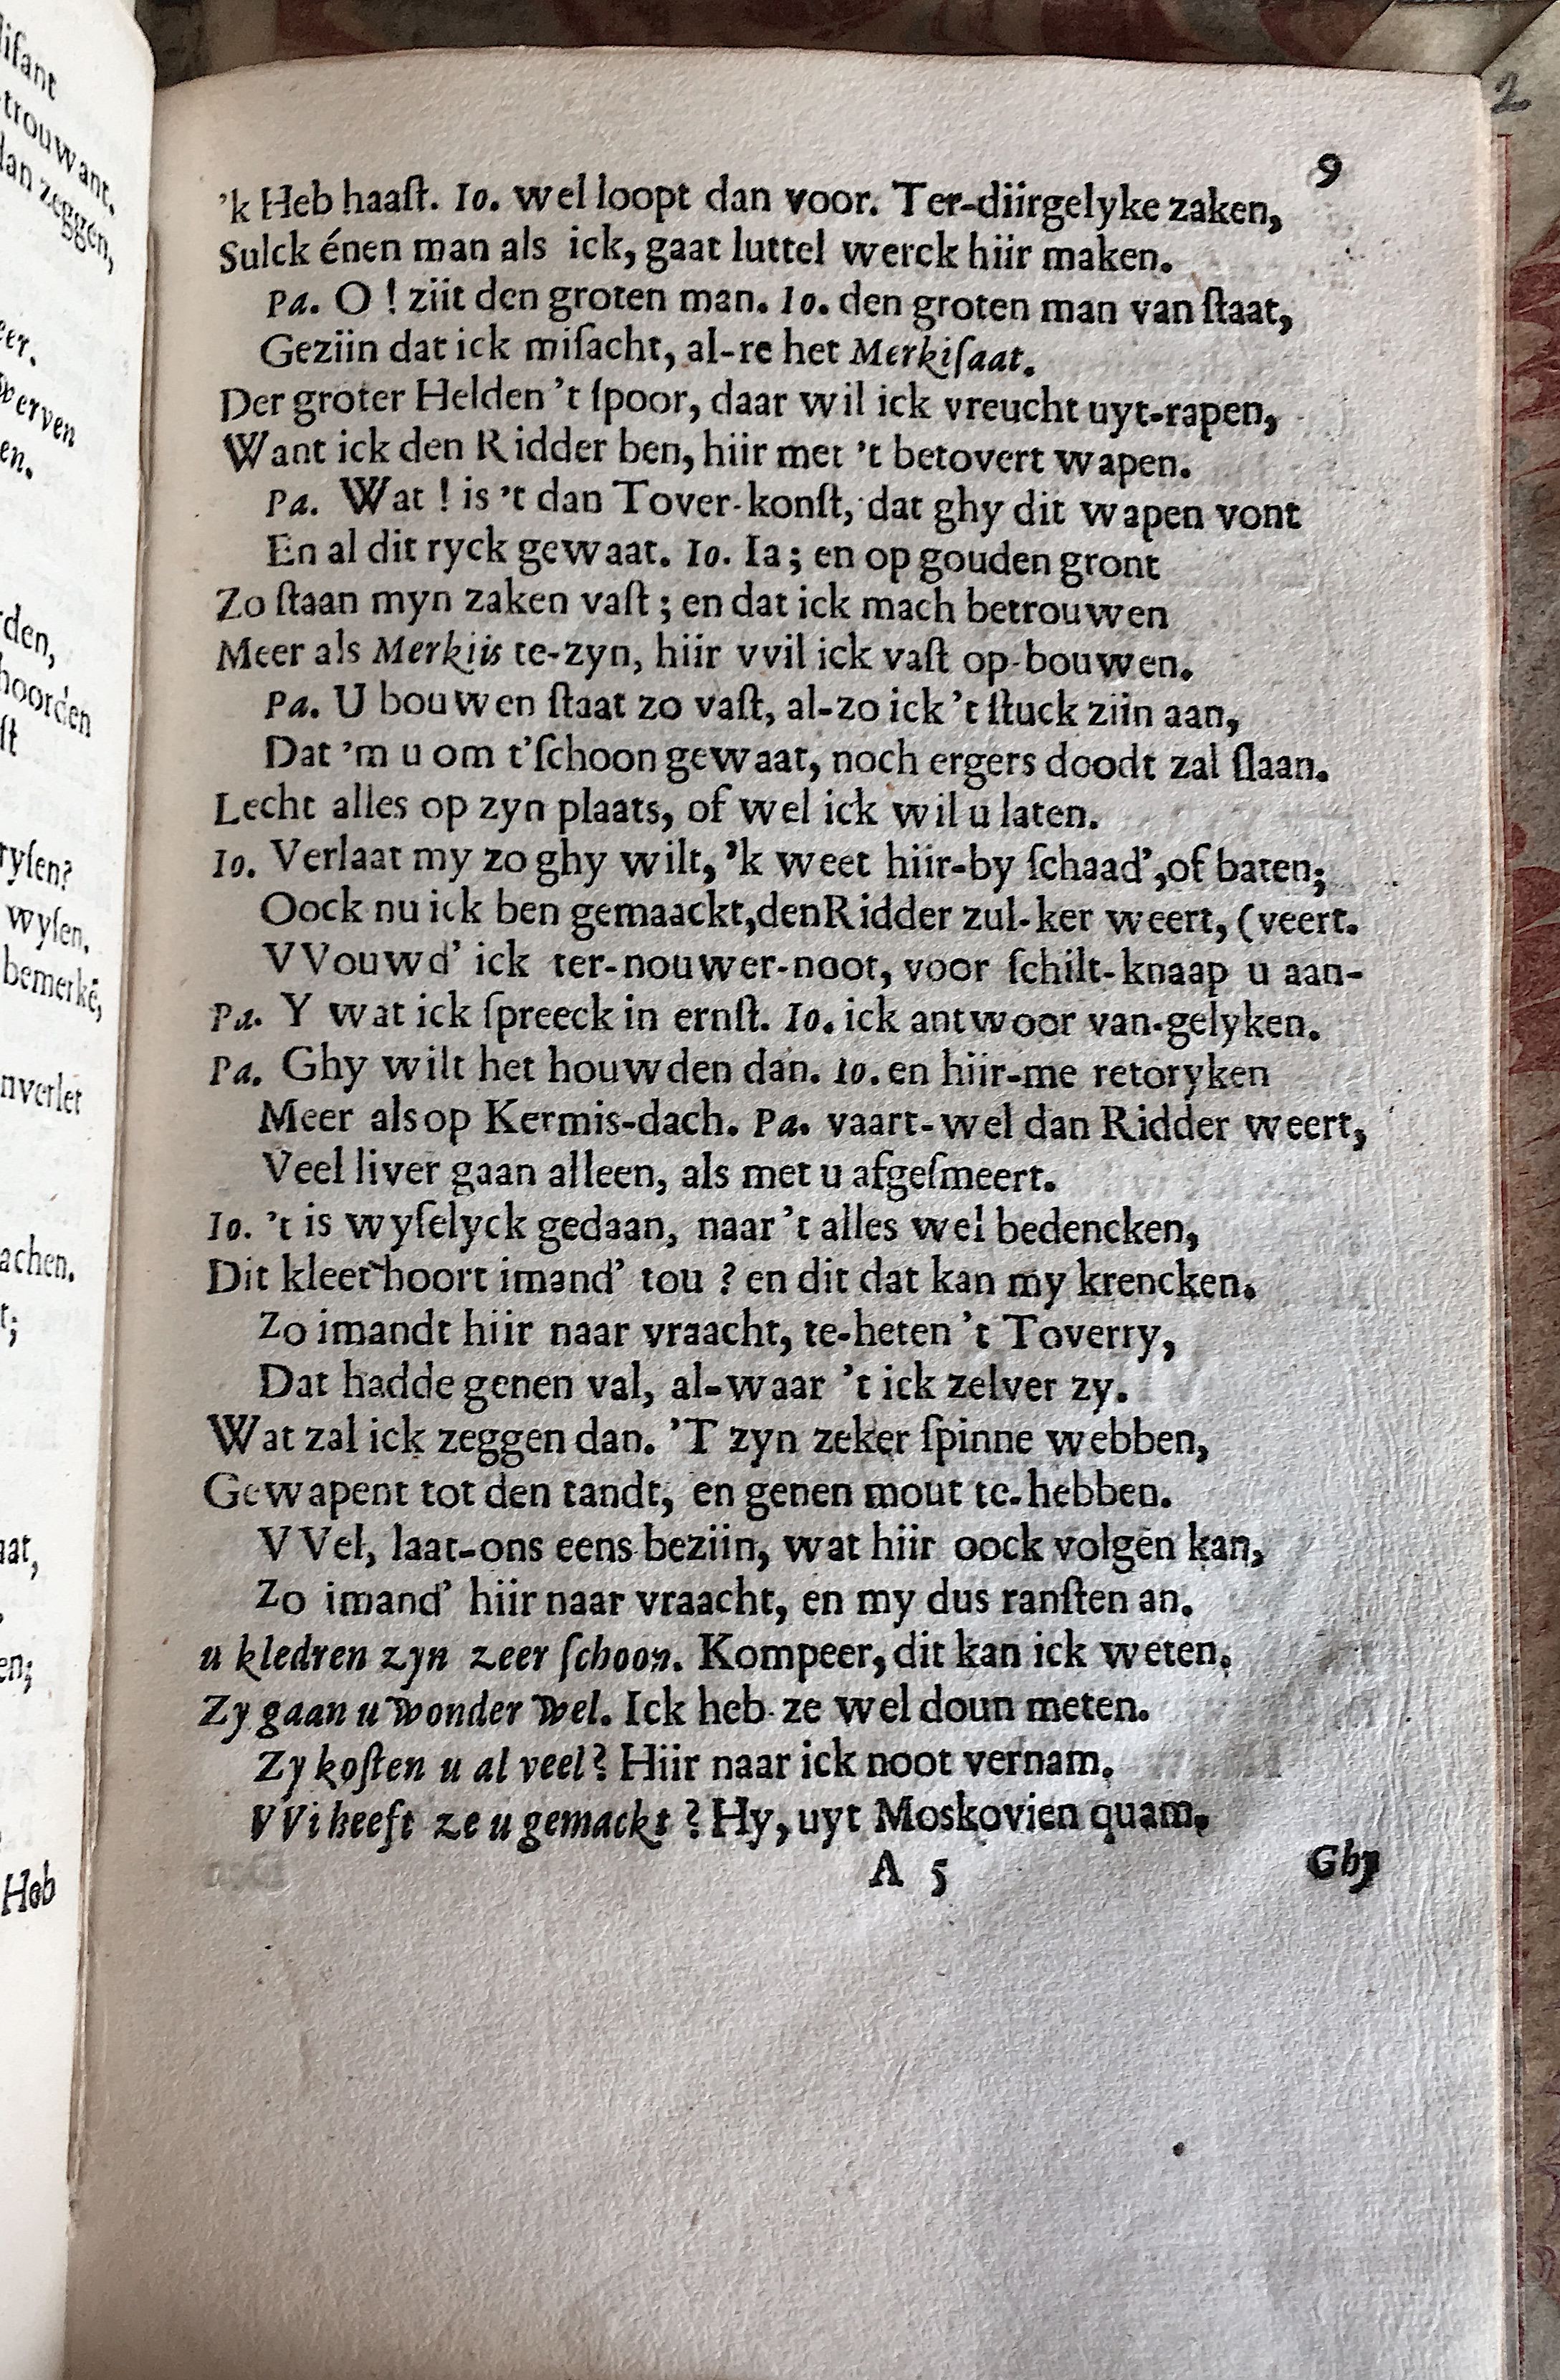 lisant
trouwant.
dan zeggen,
werven
en.
rden,
hoorden
ryſen?
wyſen.
bemerkē,
nverlet
achen.
Heb
2
9
’k Heb haaſt. Io. wel loopt dan voor. Ter-diirgelyke zaken,
Sulck énen man als ick, gaat luttel werck hiir maken.
Pa. O ! ziit den groten man. Io. den groten man van ſtaat,
Geziin dat ick miſacht, al-re het Merkiſaat.
Der groter Helden ’t ſpoor, daar wil ick vreucht uyt-rapen,
Want ick den Ridder ben, hiir met ’t betovert wapen.
Pa. Wat ! is ’t dan Tover-konſt, dat ghy dit wapen vont
En al dit ryck gewaat. Io. Ia ; en op gouden gront
Zo ſtaan myn zaken vaſt ; en dat ick mach betrouwen
Meer als Merkiis te-zyn, hiir vvil ick vaſt op-bouwen.
Pa. U bouwen ſtaat zo vaſt, al-zo ick ’t ſtuck ziin aan,
Dat ’m u om t’ſchoon gewaat, noch ergers doodt zal ſlaan.
Lecht alles op zyn plaats, of wel ick wil u laten.
Io. Verlaat my zo ghy wilt, ’k weet hiir-by ſchaad’, of baten;
Oock nu ick ben gemaackt, den Ridder zul-ker weert, (veert.
VVouwd’ ick ter-nouwer-noot, voor ſchilt-knaap u aan-
Pa. Y wat ick ſpreeck in ernſt. Io. ick antwoor van-gelyken.
Pa. Ghy wilt het houwden dan. Io. en hiir-me retoryken
Meer als op Kermis-dach. Pa. vaart-wel dan Ridder weert,
Veel liver gaan alleen, als met u afgeſmeert.
Io. ’t is wyſelyck gedaan, naar ’t alles wel bedencken,
Dit kleet hoort imand’ tou ? en dit dat kan my krencken.
Zo imandt hiir naar vraacht, te-heten ’t Toverry,
Dat hadde genen val, al-waar ’t ick zelver zy.
Wat zal ick zeggen dan. ’T zyn zeker ſpinne webben,
Gewapent tot den tandt, en genen mout te-hebben.
VVel, laat-ons eens beziin, wat hiir oock volgen kan,
Zo imand’ hiir naar vraacht, en my dus ranſten an.
u kledren zyn zeer ſchoon. Kompeer, dit kan ick weten.
Zy gaan u wonder wel. Ick heb-ze wel doun meten.
Zy koſten u al veel? Hiir naar ick noot vernam.
VVi heeft ze u gemackt ? Hy, uyt Moskovien quam.
A 5
Ghy